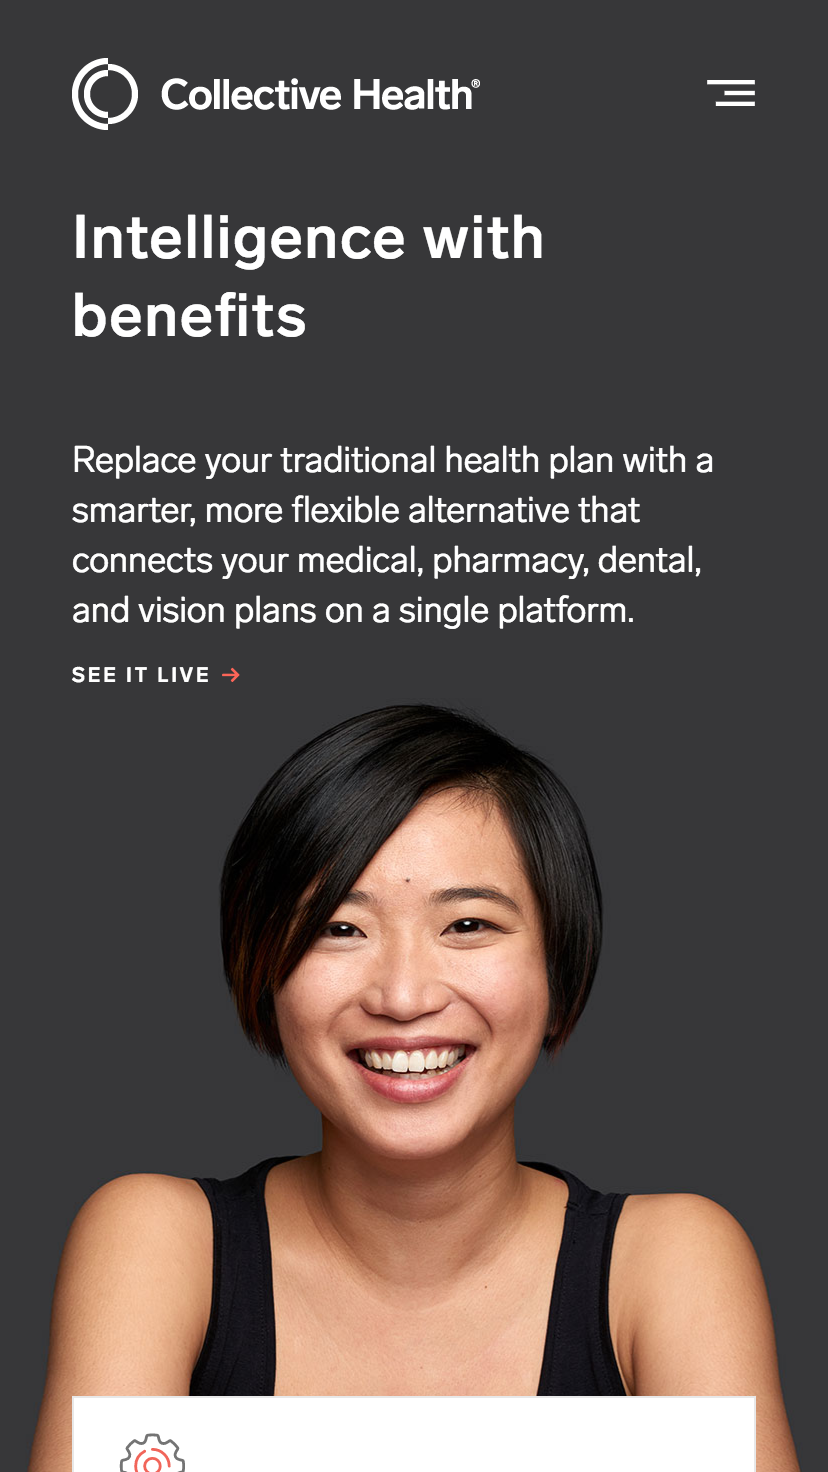 Collective Health®
Intelligence with
benefits
Replace your traditional health plan with a
smarter, more flexible alternative that
connects your medical, pharmacy, dental,
and vision plans on a single platform.
SEE IT LIVE →